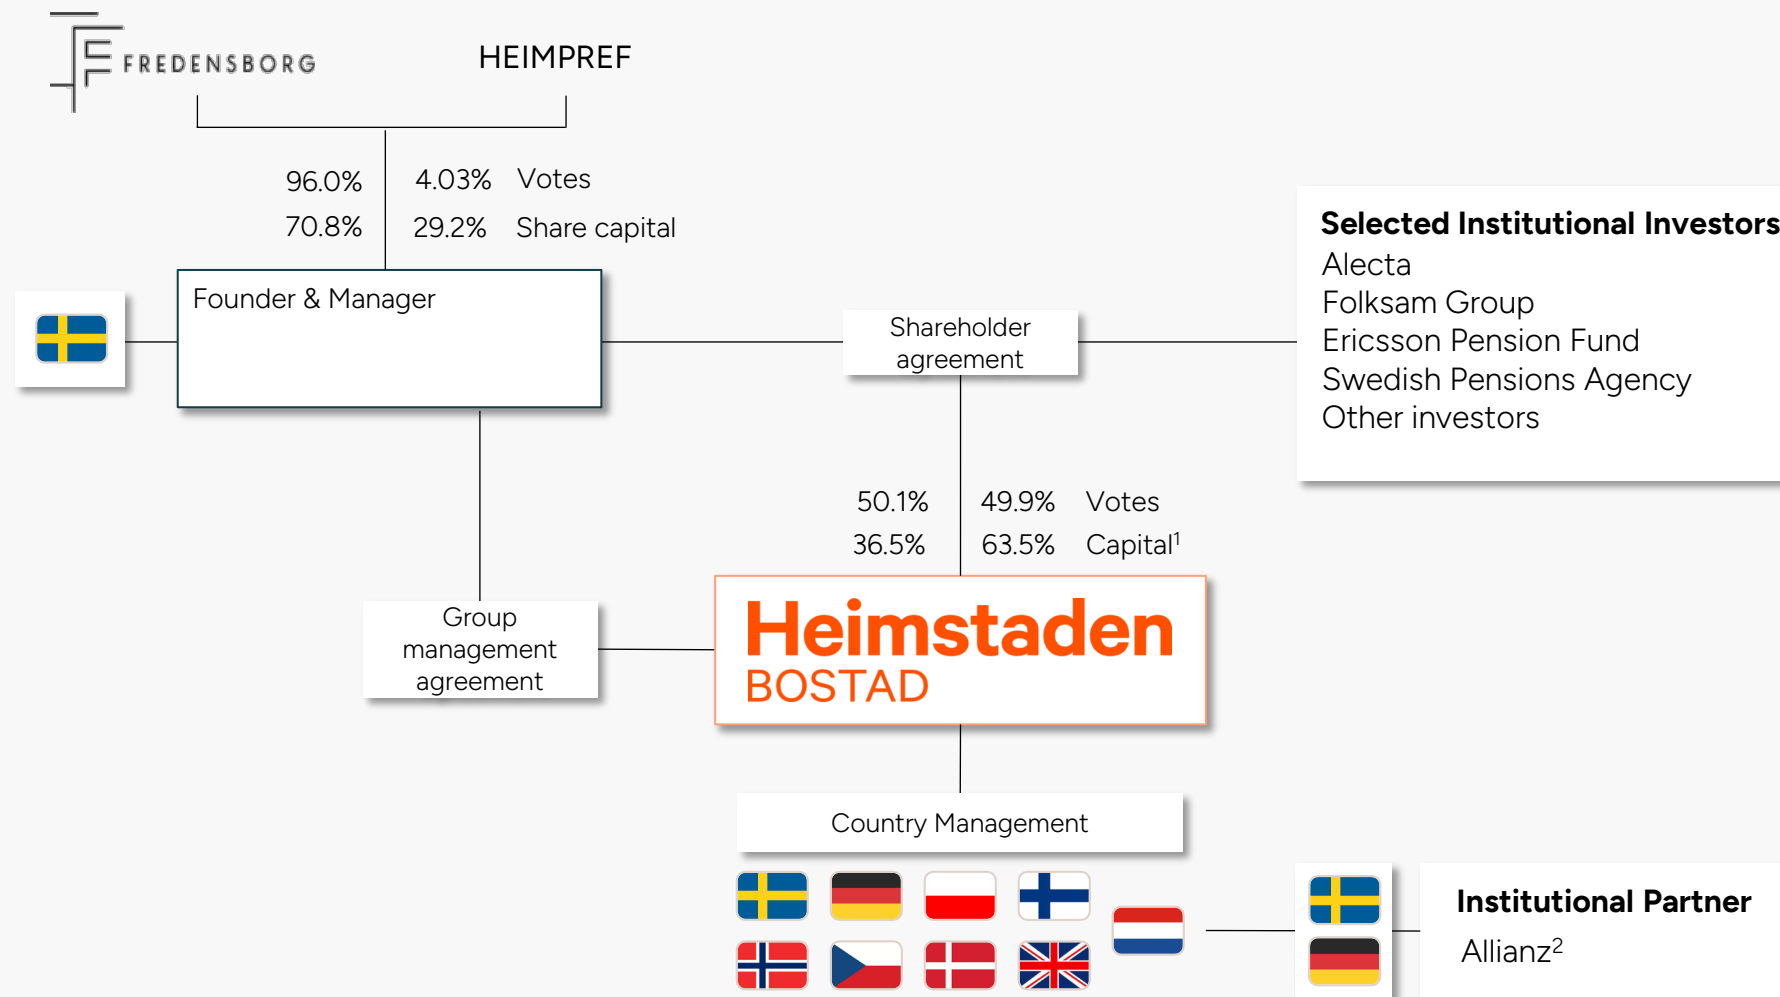 FREDENSBORG
HEIMPREF
96.0% 4.03% Votes
70.8% 29.2% Share capital
Founder & Manager
Shareholder
agreement
Selected Institutional Investors
Alecta
Folksam Group
Ericsson Pension Fund
Swedish Pensions Agency
Other investors
50.1% 49.9% Votes
36.5% 63.5% Capital¹
Group
management
agreement
Heimstaden
BOSTAD
Country Management
Institutional Partner
Allianz²